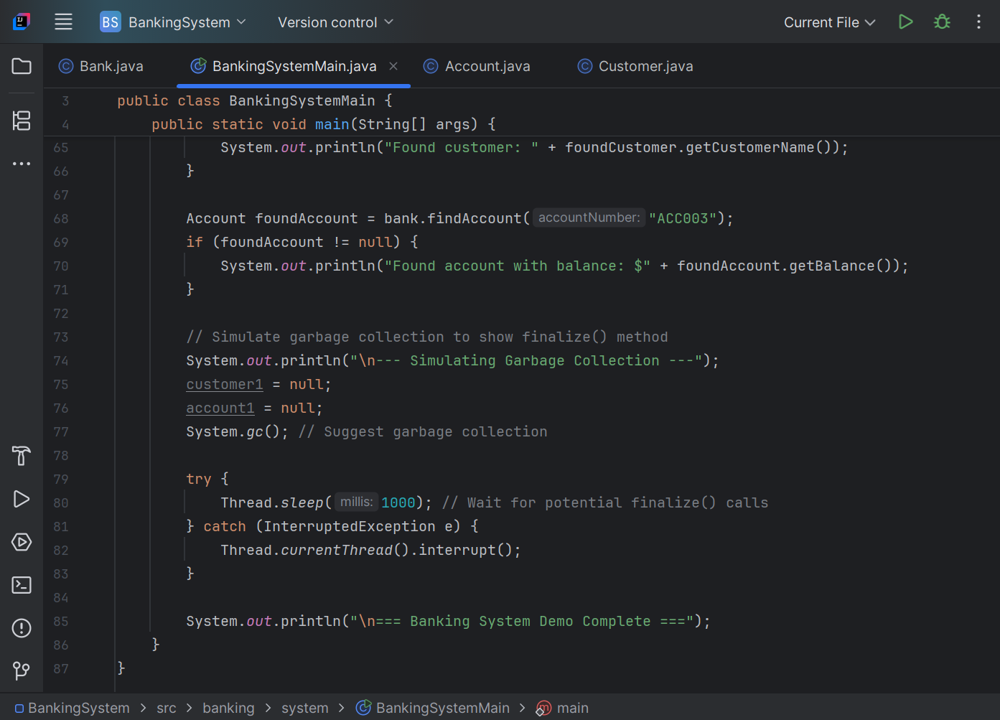 BS BankingSystem Version control Current File
Bank.java BankingSystemMain.java Account.java Customer.java
3 public class BankingSystemMain {
4 public static void main(String[] args) {
65 System.out.println("Found customer: " + foundCustomer.getCustomerName());
66 }
67
68 Account foundAccount = bank.findAccount( accountNumber: "ACC003");
69 if (foundAccount != null) {
70 System.out.println("Found account with balance: $" + foundAccount.getBalance());
71 }
72
73 // Simulate garbage collection to show finalize() method
74 System.out.println("\n--- Simulating Garbage Collection ---");
75 customer1 = null;
76 account1 = null;
77 System.gc(); // Suggest garbage collection
78
79 try {
80 Thread.sleep( millis: 1000); // Wait for potential finalize() calls
81 } catch (InterruptedException e) {
82 Thread.currentThread().interrupt();
83 }
84
85 System.out.println("\n=== Banking System Demo Complete ===");
86 }
87 }
BankingSystem > src > banking > system > BankingSystemMain > main